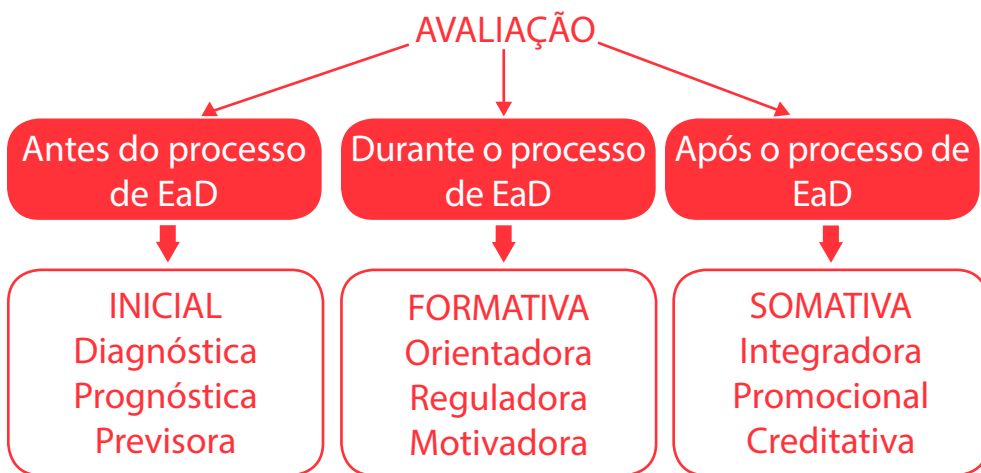 AVALIAÇÃO
Antes do processo
de EaD
Durante o processo
de EaD
Após o processo de
EaD
INICIAL
Diagnóstica
Prognóstica
Previsora
FORMATIVA
Orientadora
Reguladora
Motivadora
SOMATIVA
Integradora
Promocional
Creditativa